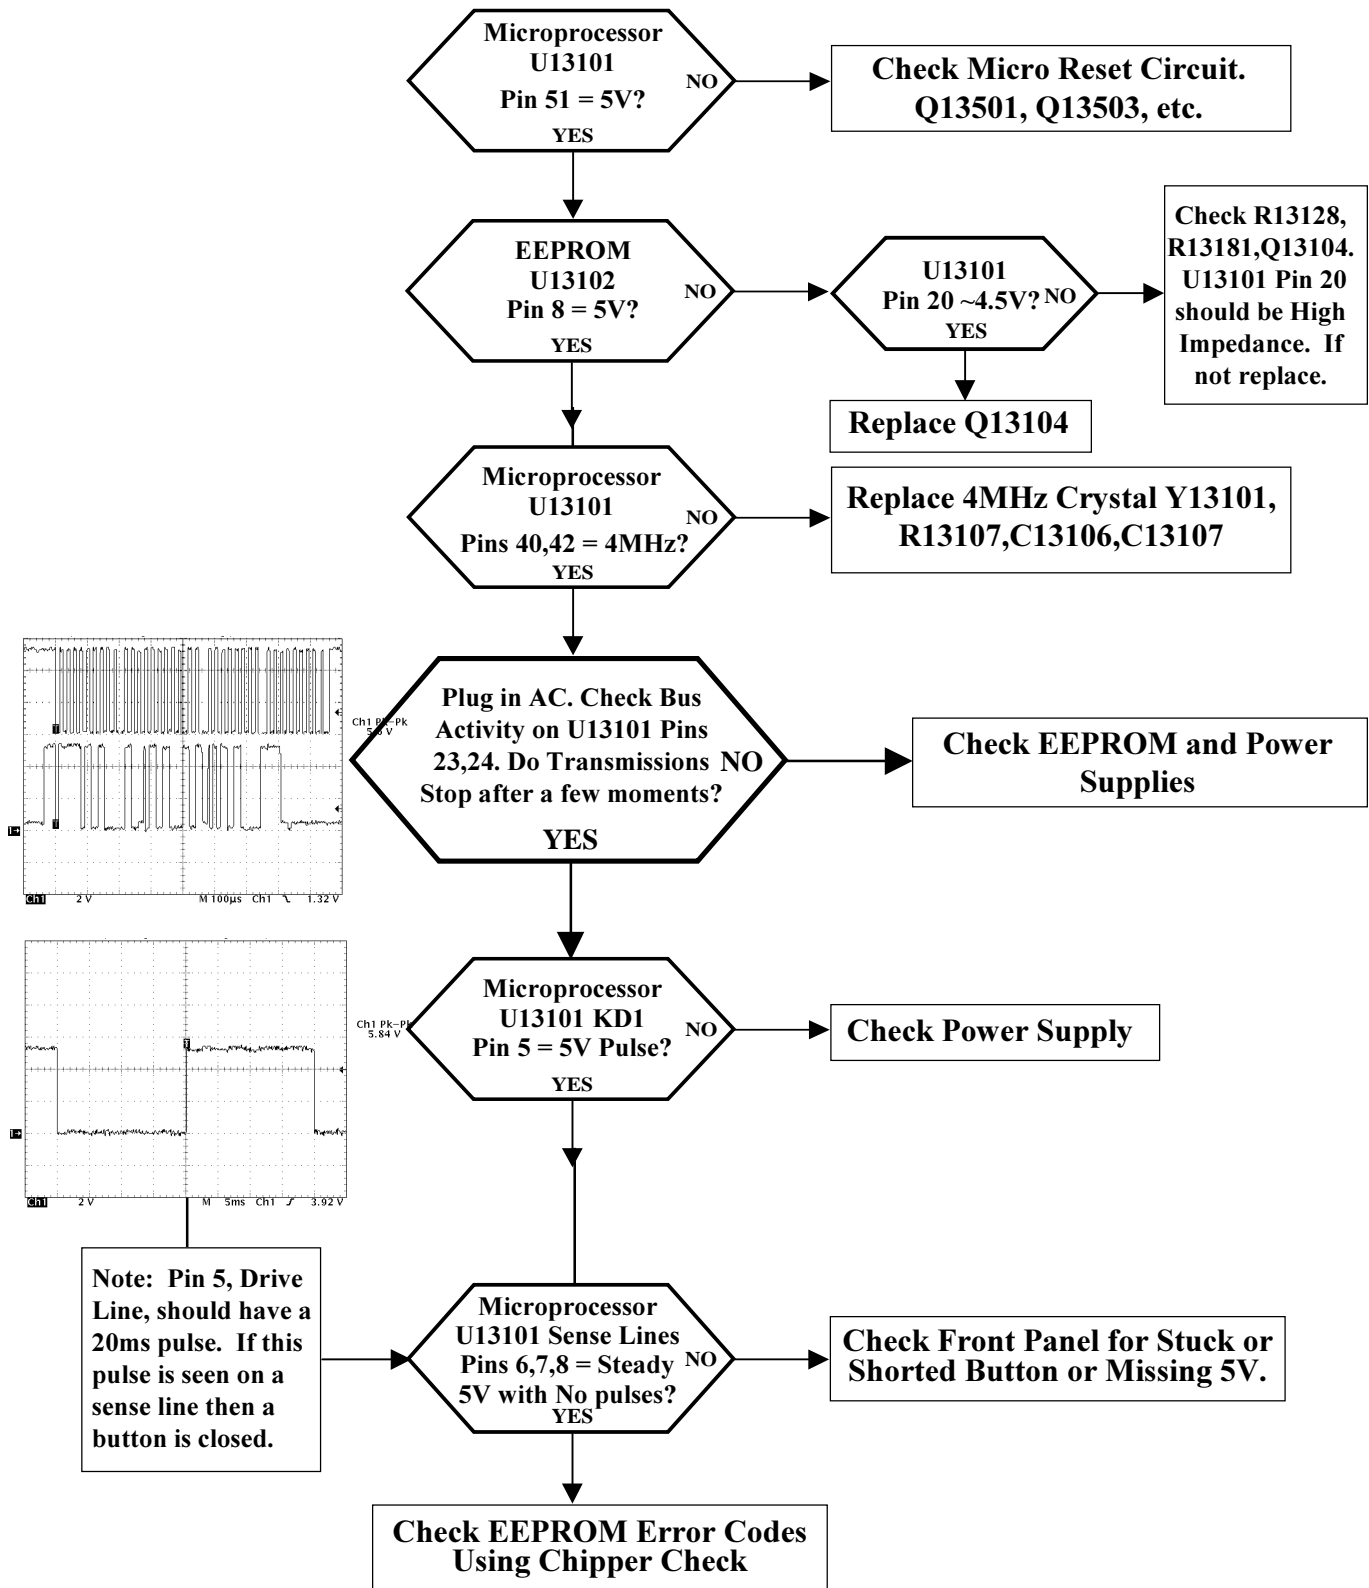 Microprocessor
U13101
Pin 51 = 5V?
NO
YES
Check Micro Reset Circuit.
Q13501, Q13503, etc.
EEPROM
U13102
Pin 8 = 5V?
NO
YES
U13101
Pin 20 ~4.5V?
NO
YES
Check R13128,
R13181,Q13104.
U13101 Pin 20
should be High
Impedance. If
not replace.
Replace Q13104
Microprocessor
U13101
Pins 40,42 = 4MHz?
NO
YES
Replace 4MHz Crystal Y13101,
R13107,C13106,C13107
Plug in AC. Check Bus
Activity on U13101 Pins
23,24. Do Transmissions
Stop after a few moments?
NO
YES
Check EEPROM and Power
Supplies
Ch1 2 V M 100µs Ch1 1.32 V
Microprocessor
U13101 KD1
Pin 5 = 5V Pulse?
NO
YES
Check Power Supply
Ch1 Pk-Pk
5.84 V
Ch1 2 V M 5ms Ch1 3.92 V
Note: Pin 5, Drive
Line, should have a
20ms pulse. If this
pulse is seen on a
sense line then a
button is closed.
Microprocessor
U13101 Sense Lines
Pins 6,7,8 = Steady
5V with No pulses?
NO
YES
Check Front Panel for Stuck or
Shorted Button or Missing 5V.
Check EEPROM Error Codes
Using Chipper Check